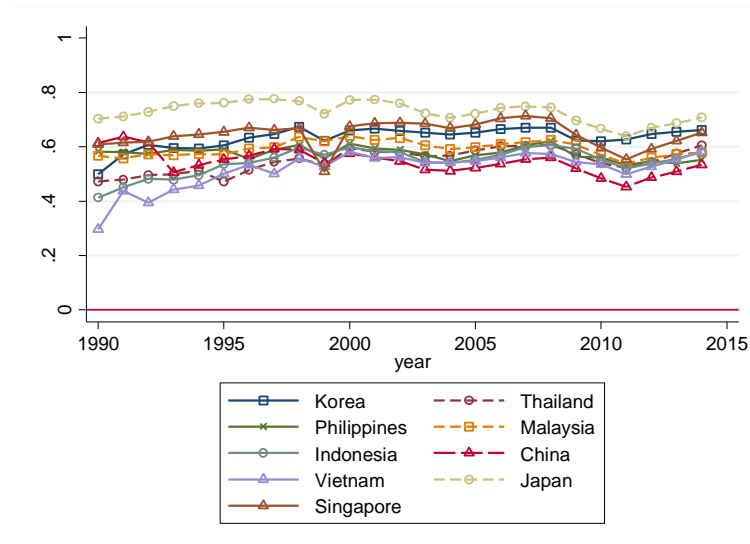 1
.8
.6
.4
.2
0
1990 1995 2000 2005 2010 2015
year
Korea Thailand
Philippines Malaysia
Indonesia China
Vietnam Japan
Singapore